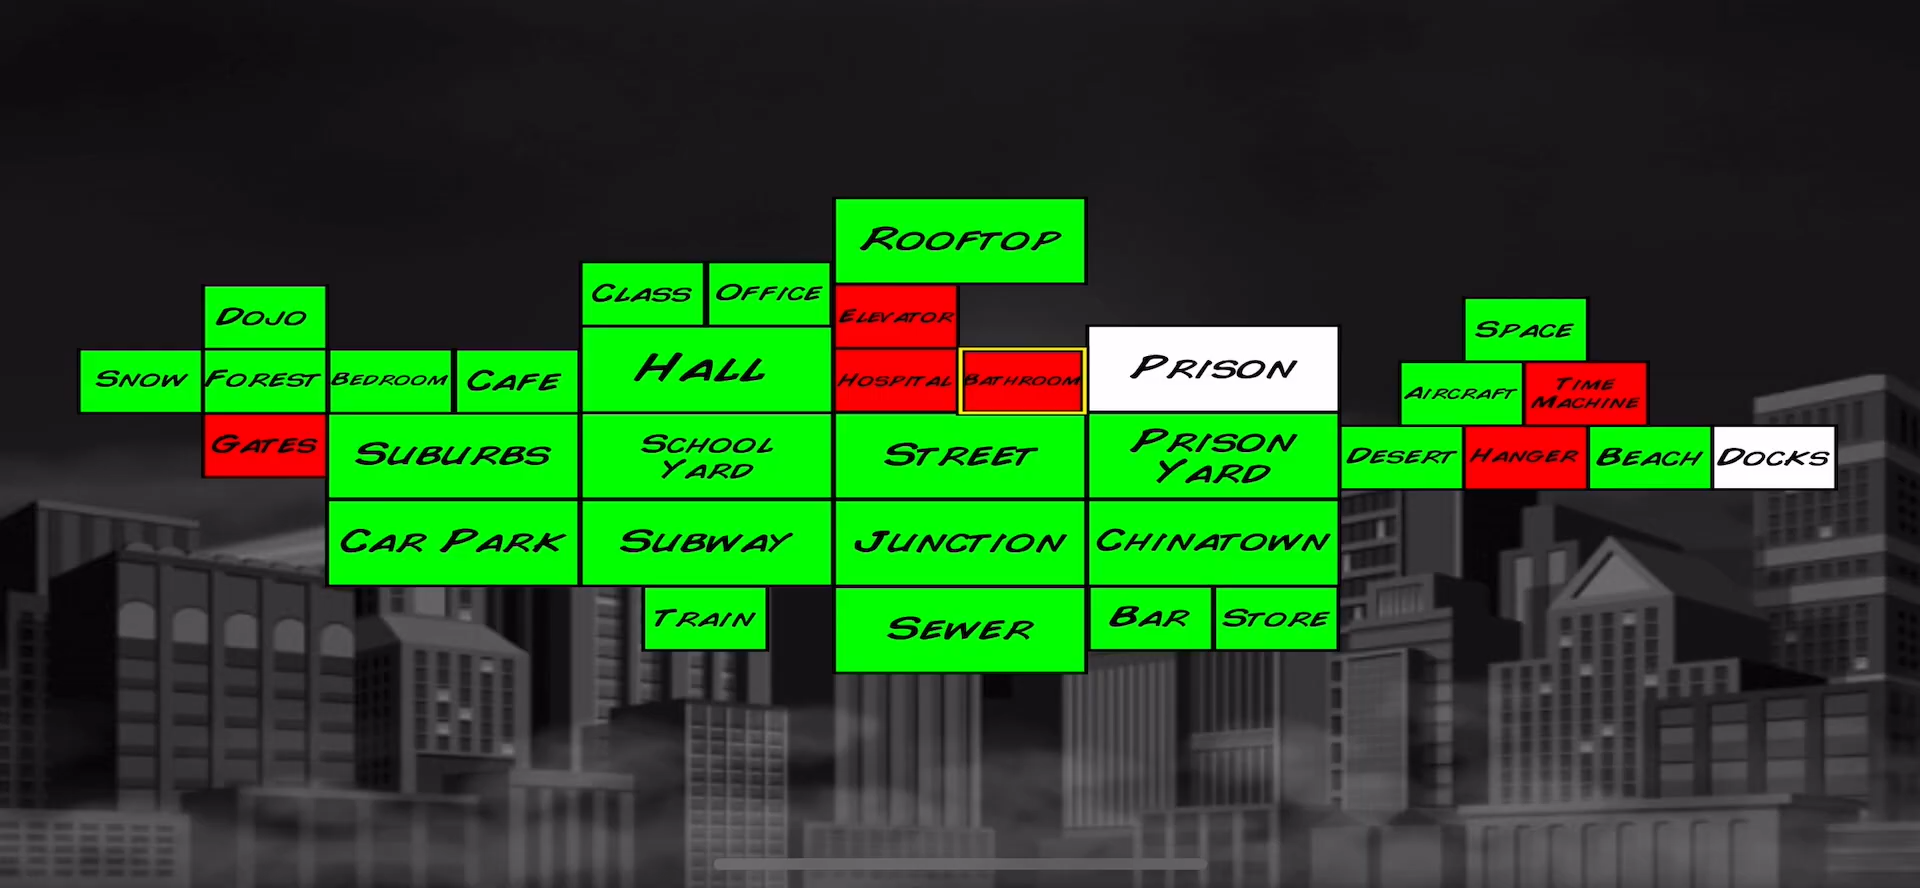 Rooftop
Class
Office
Dojo
Elevator
Space
Snow
Forest
Bedroom
Cafe
Hall
Hospital
Bathroom
Prison
Aircraft
Time
Machine
Gates
Suburbs
School
Yard
Street
Prison
Yard
Desert
Hanger
Beach
Docks
Car Park
Subway
Junction
Chinatown
Train
Sewer
Bar
Store